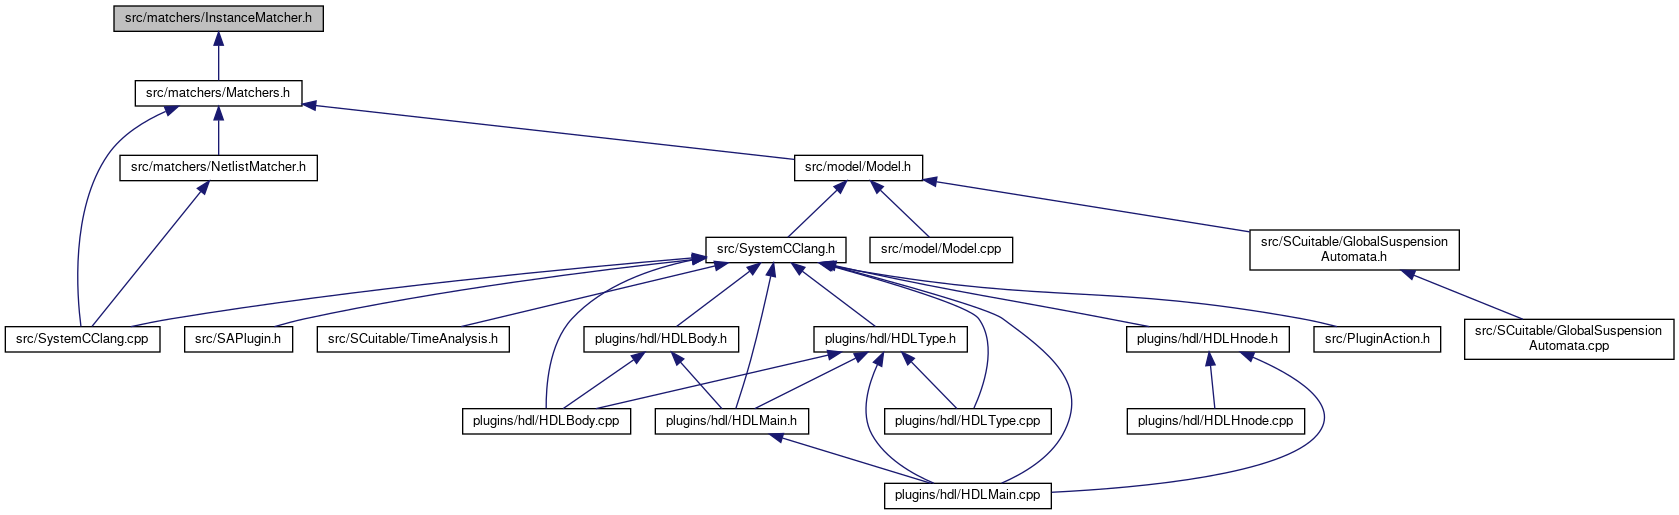 src/matchers/InstanceMatcher.h
src/matchers/Matchers.h
src/matchers/NetlistMatcher.h
src/model/Model.h
src/SystemCClang.h
src/model/Model.cpp
src/SCuitable/GlobalSuspension
Automata.h
src/SystemCClang.cpp
src/SAPlugin.h
src/SCuitable/TimeAnalysis.h
plugins/hdl/HDLBody.h
plugins/hdl/HDLType.h
plugins/hdl/HDLHnode.h
src/PluginAction.h
src/SCuitable/GlobalSuspension
Automata.cpp
plugins/hdl/HDLBody.cpp
plugins/hdl/HDLMain.h
plugins/hdl/HDLType.cpp
plugins/hdl/HDLHnode.cpp
plugins/hdl/HDLMain.cpp